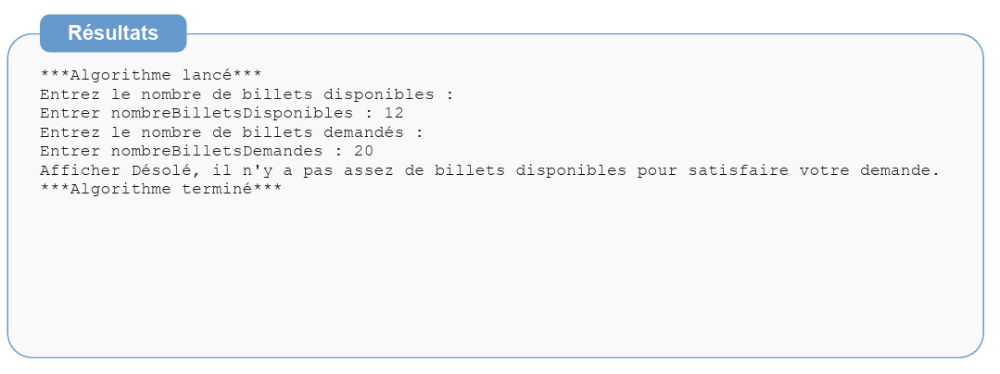 Résultats
***Algorithme lancé***
Entrez le nombre de billets disponibles :
Entrer nombreBilletsDisponibles : 12
Entrez le nombre de billets demandés :
Entrer nombreBilletsDemandes : 20
Afficher Désolé, il n'y a pas assez de billets disponibles pour satisfaire votre demande.
***Algorithme terminé***